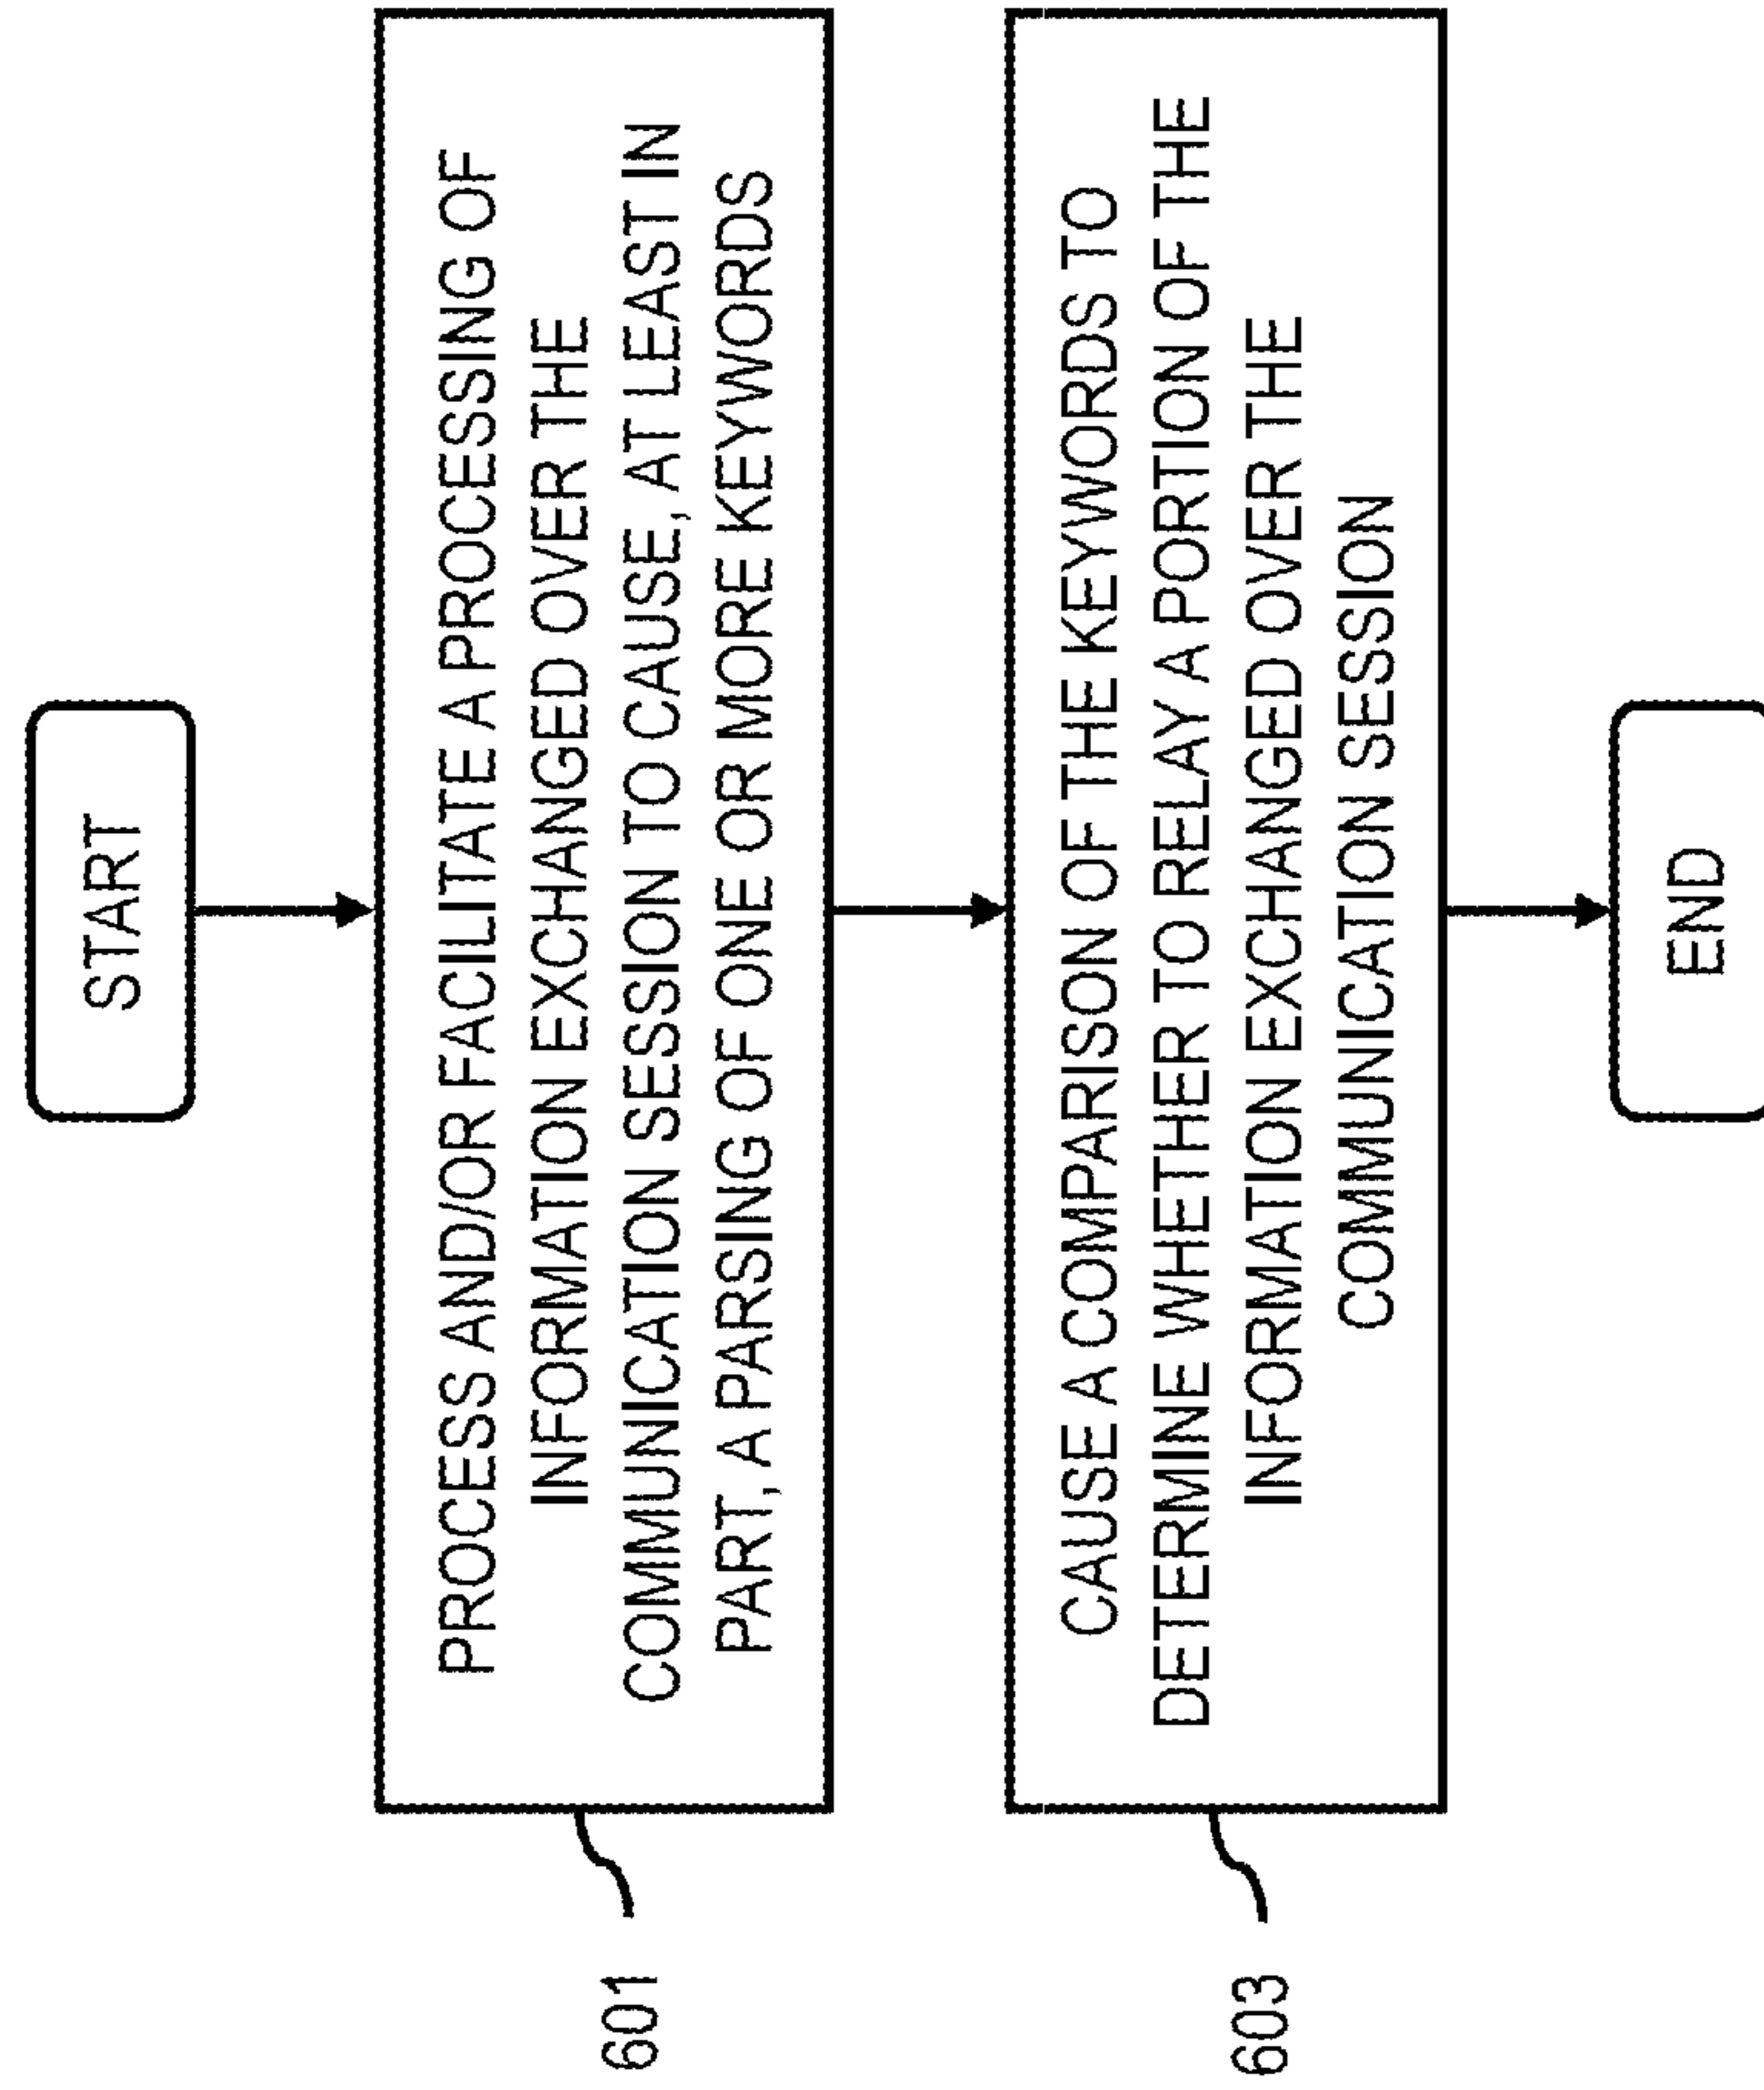 START
PROCESS AND/OR FACILITATE A PROCESSING OF
INFORMATION EXCHANGED OVER THE
COMMUNICATION SESSION TO CAUSE, AT LEAST IN
PART, A PARSING OF ONE OR MORE KEYWORDS
601
CAUSE A COMPARISON OF THE KEYWORDS TO
DETERMINE WHETHER TO RELAY A PORTION OF THE
INFORMATION EXCHANGED OVER THE
COMMUNICATION SESSION
603
END